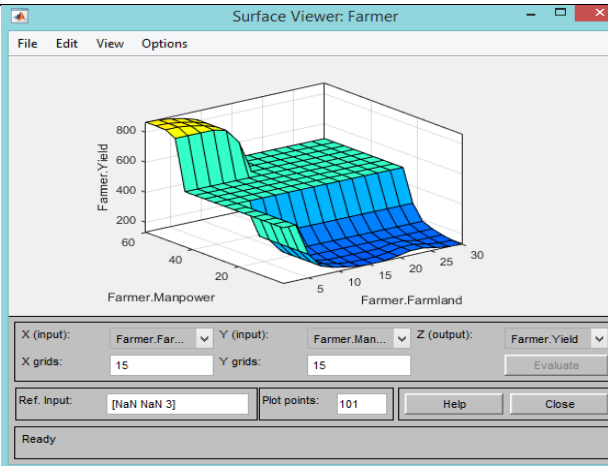 Surface Viewer: Farmer
File Edit View Options
800
600
400
200
Farmer.Yield
60
40
20
Farmer.Manpower
5
10
15
20
25
30
Farmer.Farmland
X (input): Farmer.Far... Y (input): Farmer.Man... Z (output): Farmer.Yield
X grids: 15 Y grids: 15 Evaluate
Ref. Input: [NaN NaN 3] Plot points: 101 Help Close
Ready